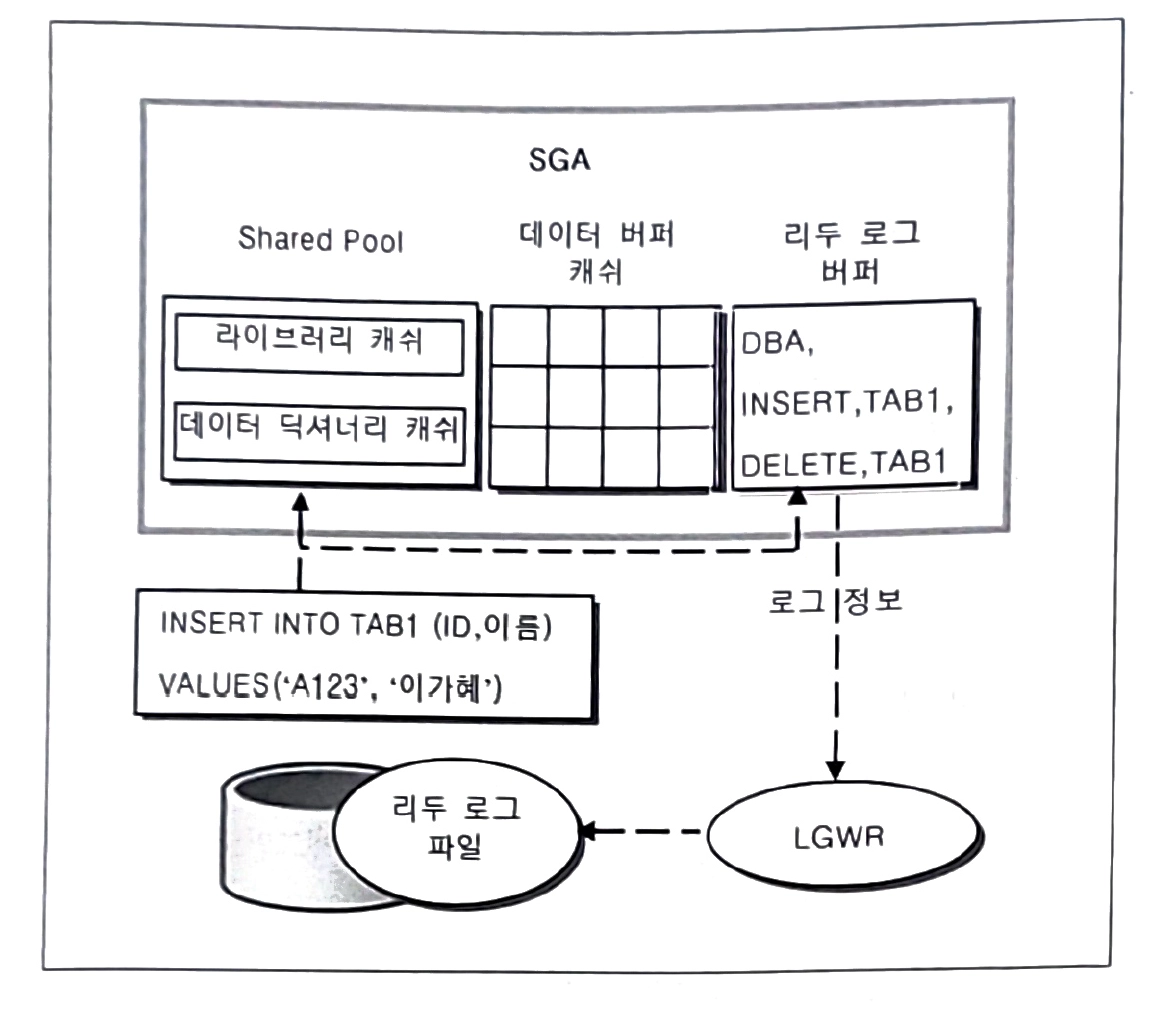 SGA
Shared Pool
라이브러리 캐쉬
데이터 딕셔너리 캐쉬
데이터 버퍼
캐쉬
리두 로그
버퍼
DBA,
INSERT,TAB1,
DELETE,TAB1
INSERT INTO TAB1 (ID,이름)
VALUES(‘A123’, ‘이가혜’)
로그 정보
리두 로그
파일
LGWR